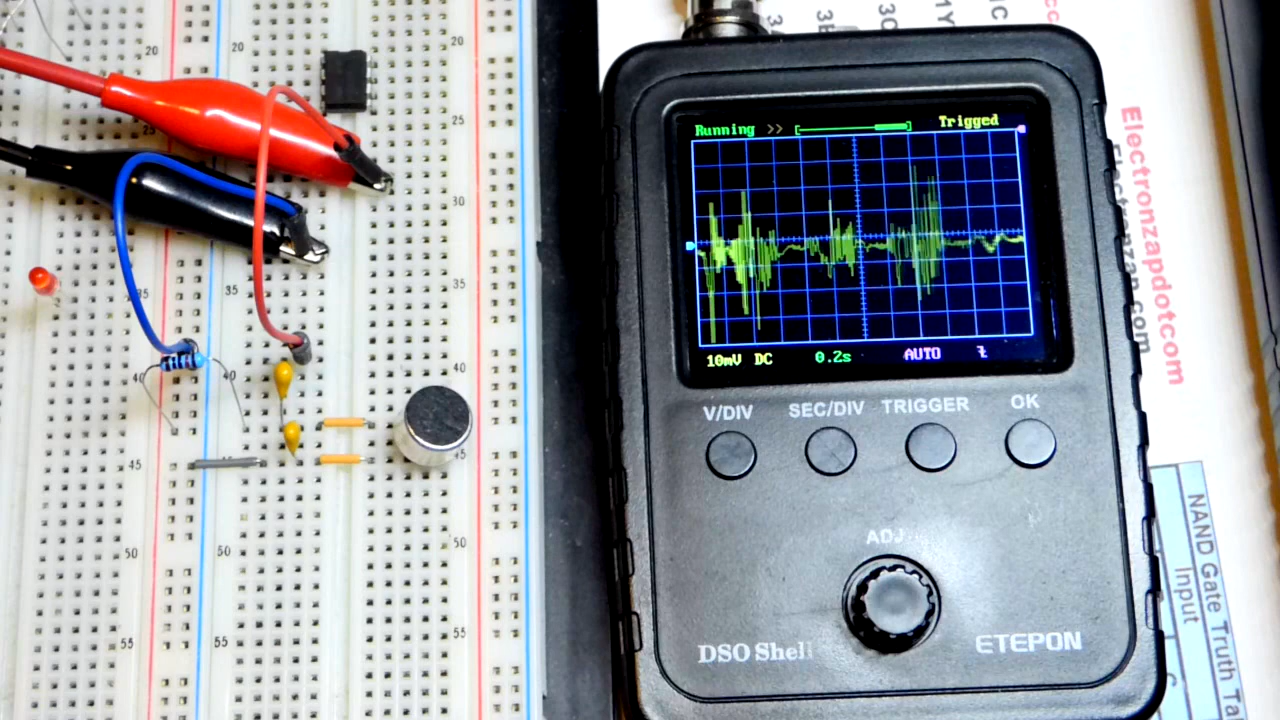 20
20
20
25
25
30
35
35
35
40
40
40
45
45
50
50
50
55
55
55
Running >> Trigged
10mV DC 0.2s AUTO
V/DIV SEC/DIV TRIGGER OK
ADJ
DSO Shell ETEPON
Electronzapdotcom
Electronzap.com
NAND Gate Truth Ta
Input